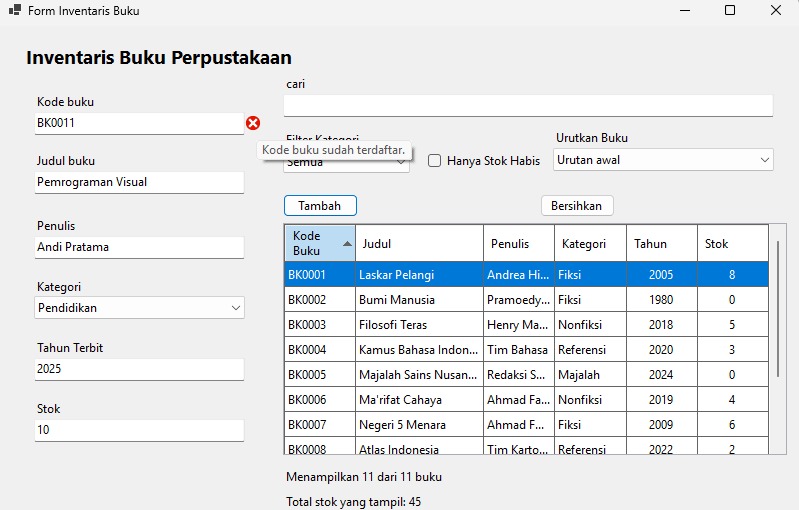 Form Inventaris Buku
Inventaris Buku Perpustakaan
Kode buku
BK0011
Judul buku
Pemrograman Visual
Penulis
Andi Pratama
Kategori
Pendidikan
Tahun Terbit
2025
Stok
10
cari
Filter Kategori
Kode buku sudah terdaftar.
Semua
Hanya Stok Habis
Urutkan Buku
Urutan awal
Tambah
Bersihkan
Kode Buku Judul Penulis Kategori Tahun Stok
BK0001 Laskar Pelangi Andrea Hi... Fiksi 2005 8
BK0002 Bumi Manusia Pramoedy... Fiksi 1980 0
BK0003 Filosofi Teras Henry Ma... Nonfiksi 2018 5
BK0004 Kamus Bahasa Indon... Tim Bahasa Referensi 2020 3
BK0005 Majalah Sains Nusan... Redaksi S... Majalah 2024 0
BK0006 Ma'rifat Cahaya Ahmad Fa... Nonfiksi 2019 4
BK0007 Negeri 5 Menara Ahmad F... Fiksi 2009 6
BK0008 Atlas Indonesia Tim Karto... Referensi 2022 2
Menampilkan 11 dari 11 buku
Total stok yang tampil: 45